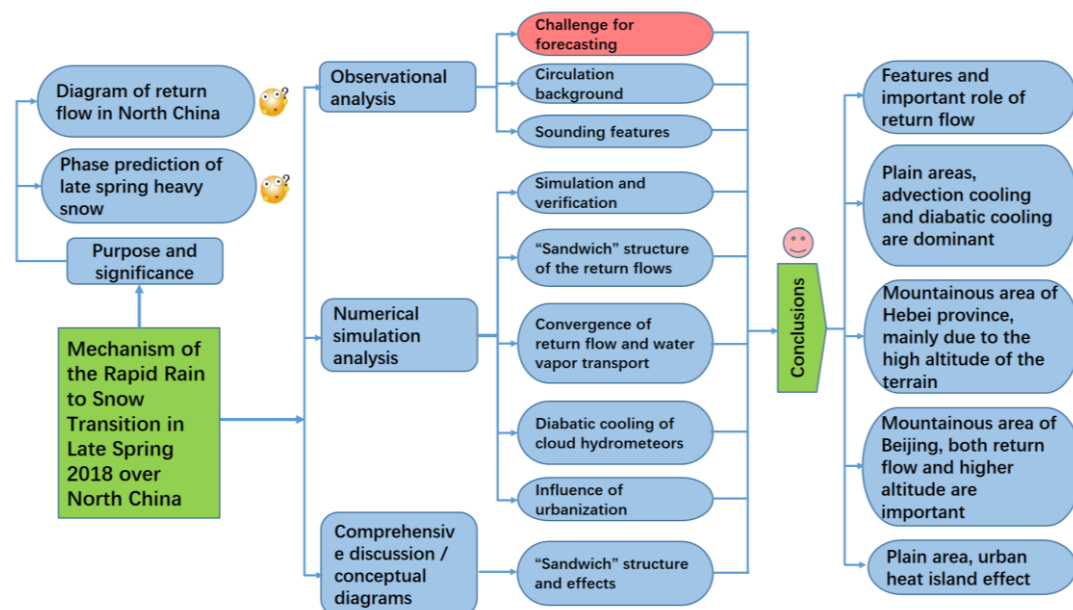 Diagram of return
flow in North China
?
Phase prediction of
late spring heavy
snow
?
Purpose and
significance
Mechanism of
the Rapid Rain
to Snow
Transition in
Late Spring
2018 over
North China
Observational
analysis
Numerical
simulation
analysis
Comprehensiv
e discussion /
conceptual
diagrams
Challenge for
forecasting
Circulation
background
Sounding features
Simulation and
verification
“Sandwich” structure
of the return flows
Convergence of
return flow and water
vapor transport
Diabatic cooling of
cloud hydrometeors
Influence of
urbanization
“Sandwich” structure
and effects
Conclusions
Features and
important role of
return flow
Plain areas,
advection cooling
and diabatic cooling
are dominant
Mountainous area of
Hebei province,
mainly due to the
high altitude of the
terrain
Mountainous area of
Beijing, both return
flow and higher
altitude are
important
Plain area, urban
heat island effect